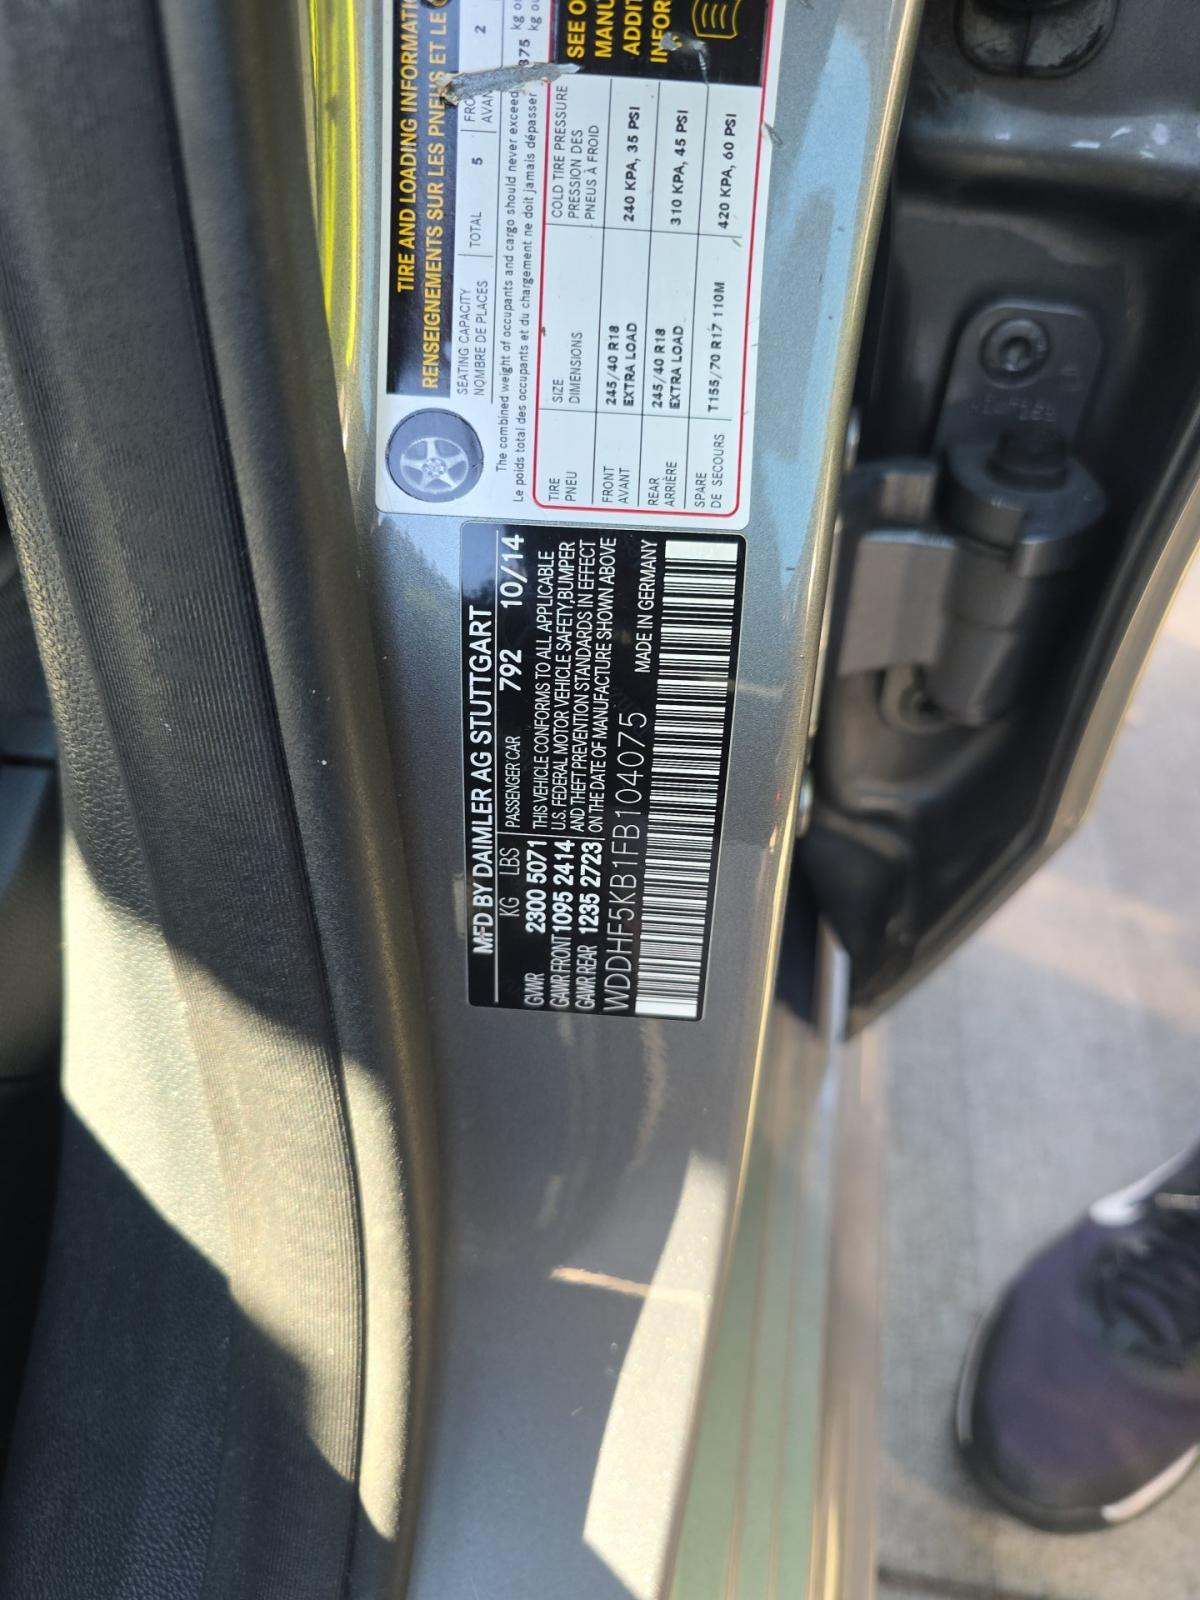 TIRE AND LOADING INFORMATION
RENSEIGNEMENTS SUR LES PNEUS ET LE
SEATING CAPACITY
NOMBRE DE PLACES
TOTAL 5
AVANT
2
The combined weight of occupants and cargo should never exceed 375 kg or
Le poids total des occupants et du chargement ne doit jamais dépasser kg ou
TIRE
PNEU
SIZE
DIMENSIONS
COLD TIRE PRESSURE
PRESSION DES
PNEUS À FROID
FRONT
AVANT
245/40 R18
EXTRA LOAD
240 KPA, 35 PSI
REAR
ARRIÈRE
245/40 R18
EXTRA LOAD
310 KPA, 45 PSI
SPARE
DE SECOURS
T155/70 R17 110M
420 KPA, 60 PSI
SEE
MANU
ADDIT
INFOR
MFD BY DAIMLER AG STUTTGART
KG LBS PASSENGER CAR 792 10/14
GVWR 2300 5071 THIS VEHICLE CONFORMS TO ALL APPLICABLE
GAWR FRONT 1095 2414 U.S. FEDERAL MOTOR VEHICLE SAFETY,BUMPER
GAWR REAR 1235 2723 AND THEFT PREVENTION STANDARDS IN EFFECT
ON THE DATE OF MANUFACTURE SHOWN ABOVE
WDDHF5KB1FB104075 MADE IN GERMANY